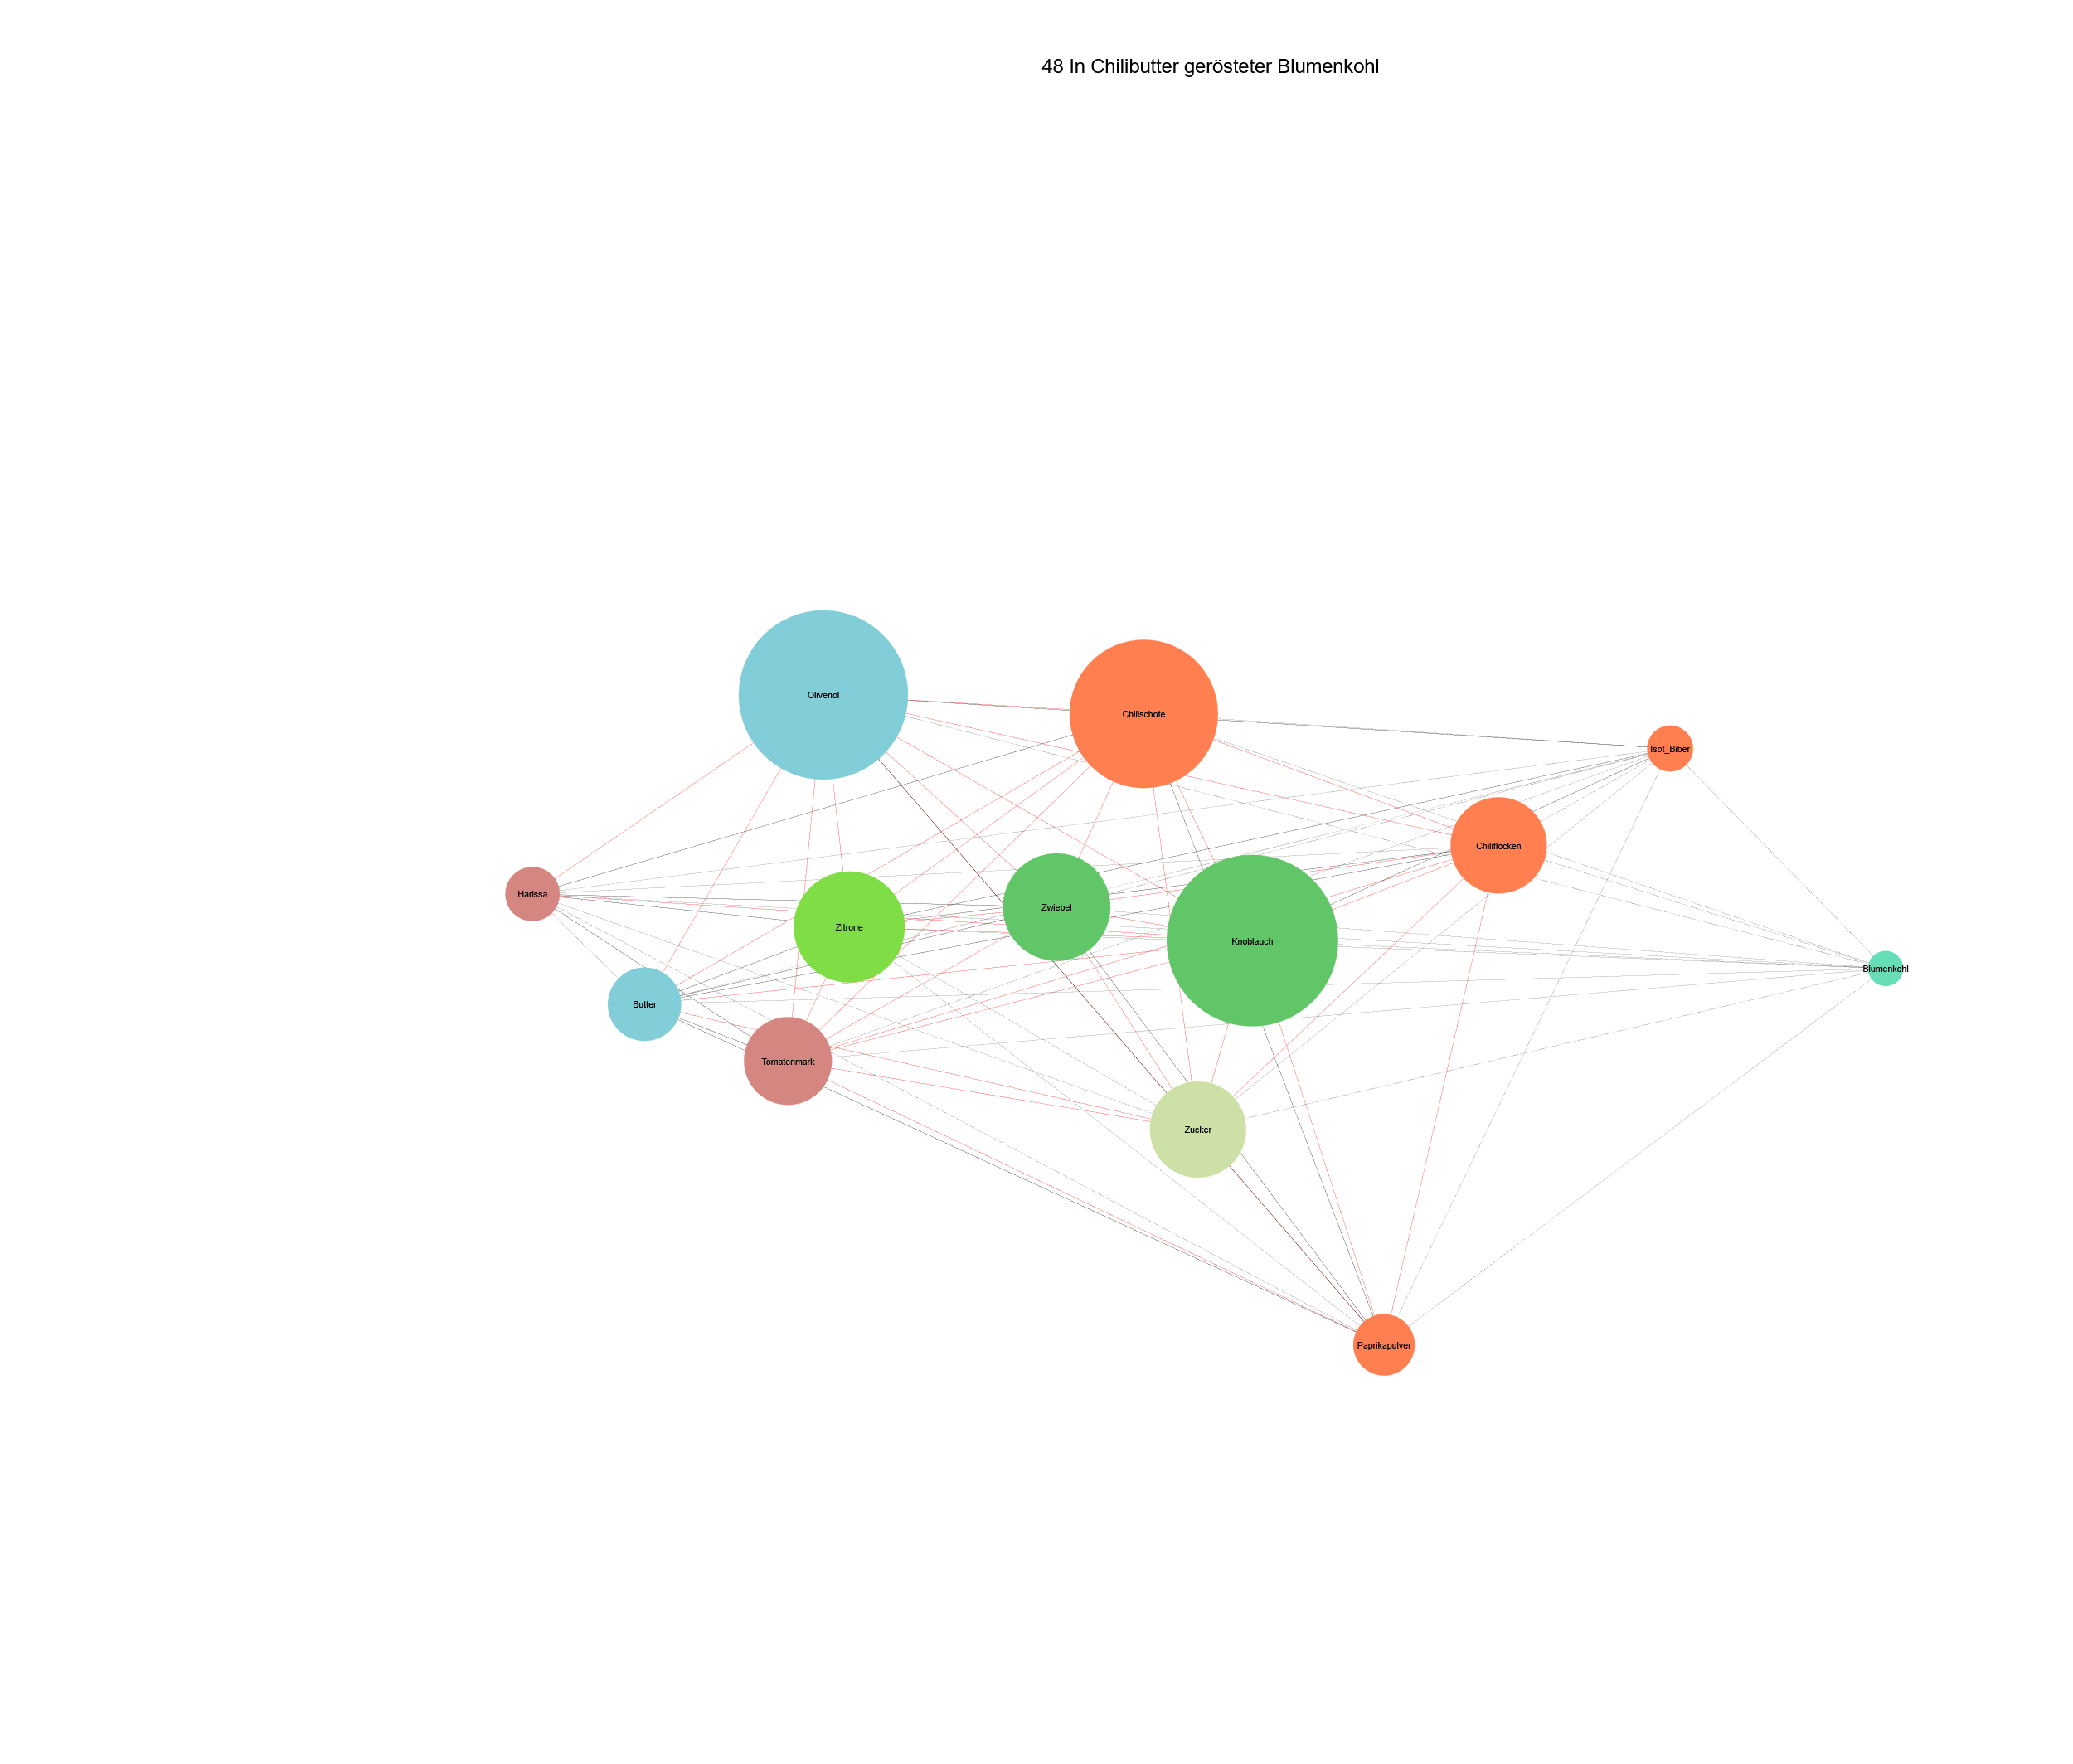 48 In Chilibutter gerösteter Blumenkohl
Olivenöl
Chilischote
Isot_Biber
Chiliflocken
Harissa
Zwiebel
Zitrone
Knoblauch
Blumenkohl
Butter
Tomatenmark
Zucker
Paprikapulver